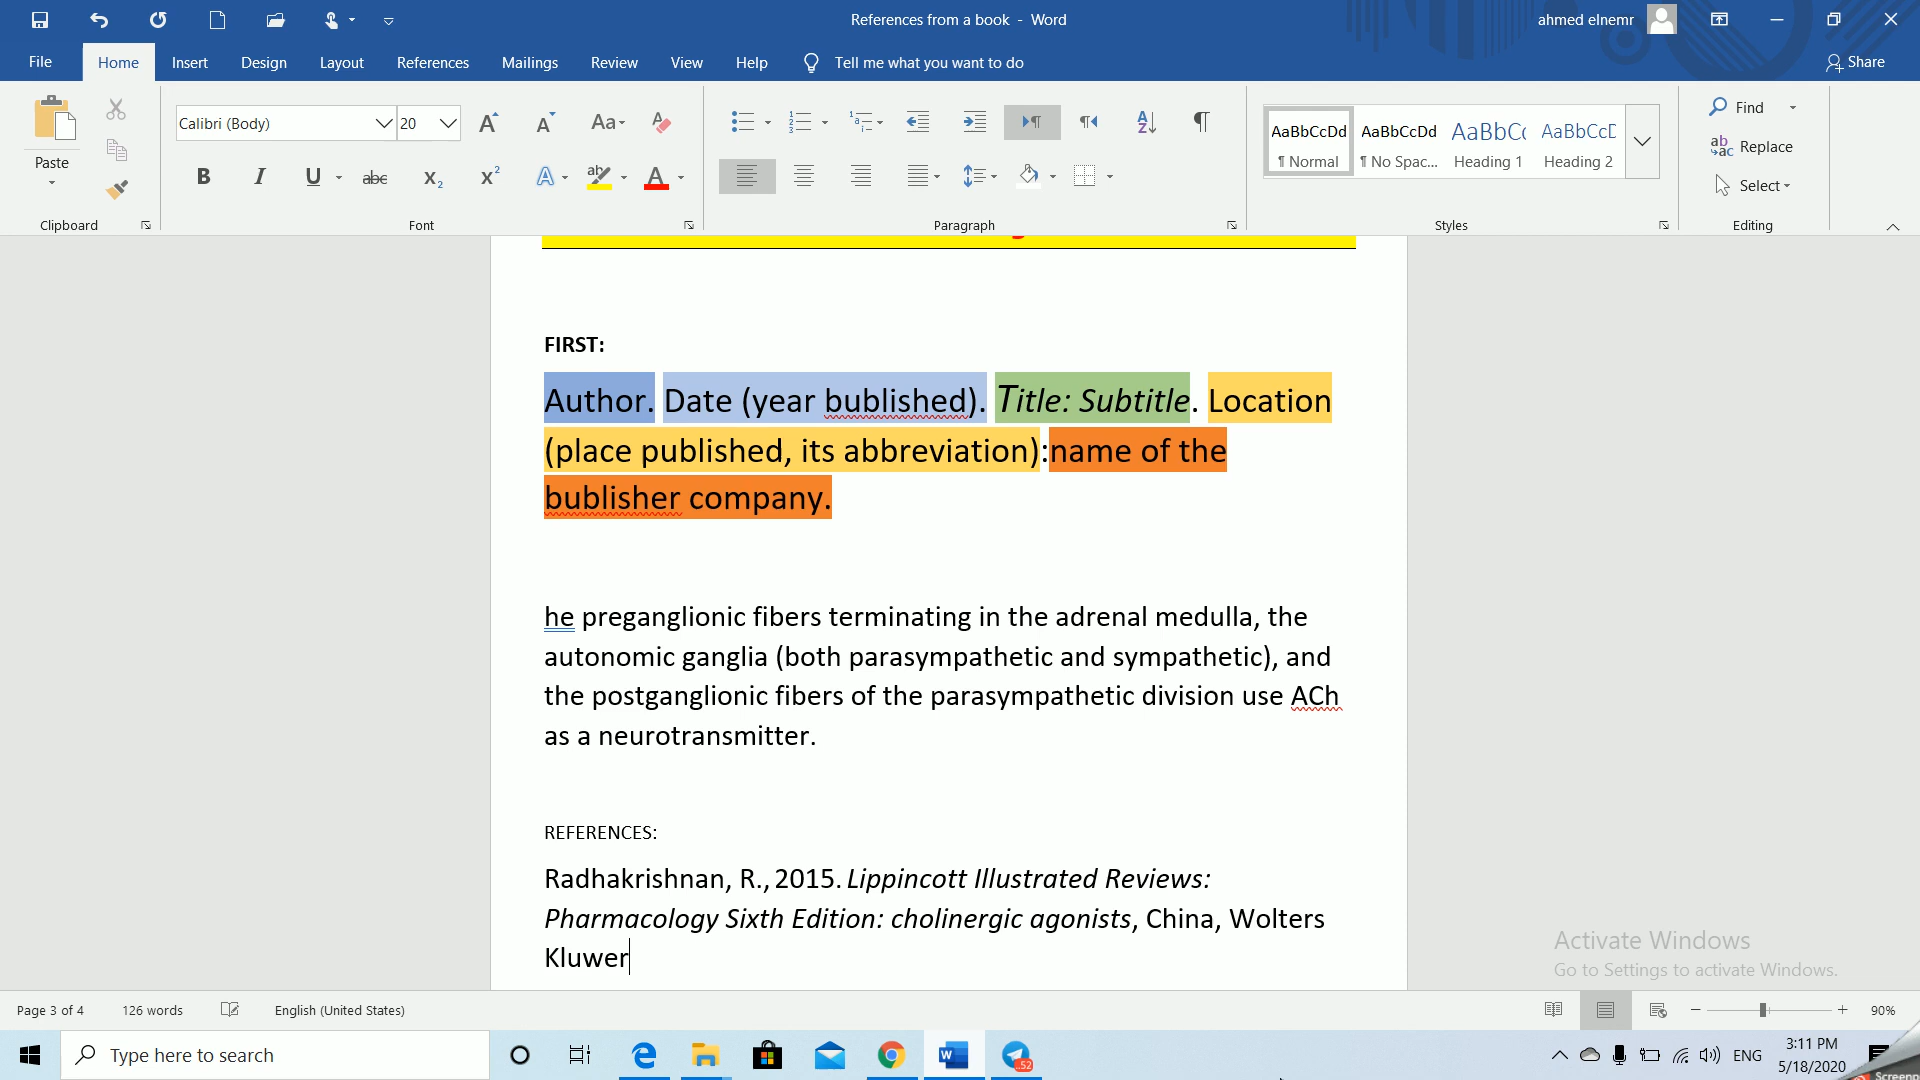 References from a book - Word
ahmed elnemr
File Home Insert Design Layout References Mailings Review View Help Tell me what you want to do Share
Paste
Clipboard
Calibri (Body) 20
Font
Paragraph
AaBbCcDd AaBbCcDd AaBbCc AaBbCcD
¶ Normal ¶ No Spac... Heading 1 Heading 2
Styles
Find
Replace
Select
Editing
FIRST:
Author. Date (year bublished). Title: Subtitle. Location
(place published, its abbreviation):name of the
bublisher company.
he preganglionic fibers terminating in the adrenal medulla, the
autonomic ganglia (both parasympathetic and sympathetic), and
the postganglionic fibers of the parasympathetic division use ACh
as a neurotransmitter.
REFERENCES:
Radhakrishnan, R., 2015. Lippincott Illustrated Reviews:
Pharmacology Sixth Edition: cholinergic agonists, China, Wolters
Kluwer
Activate Windows
Go to Settings to activate Windows.
Page 3 of 4 126 words English (United States) 90%
Type here to search
52
ENG
3:11 PM
5/18/2020